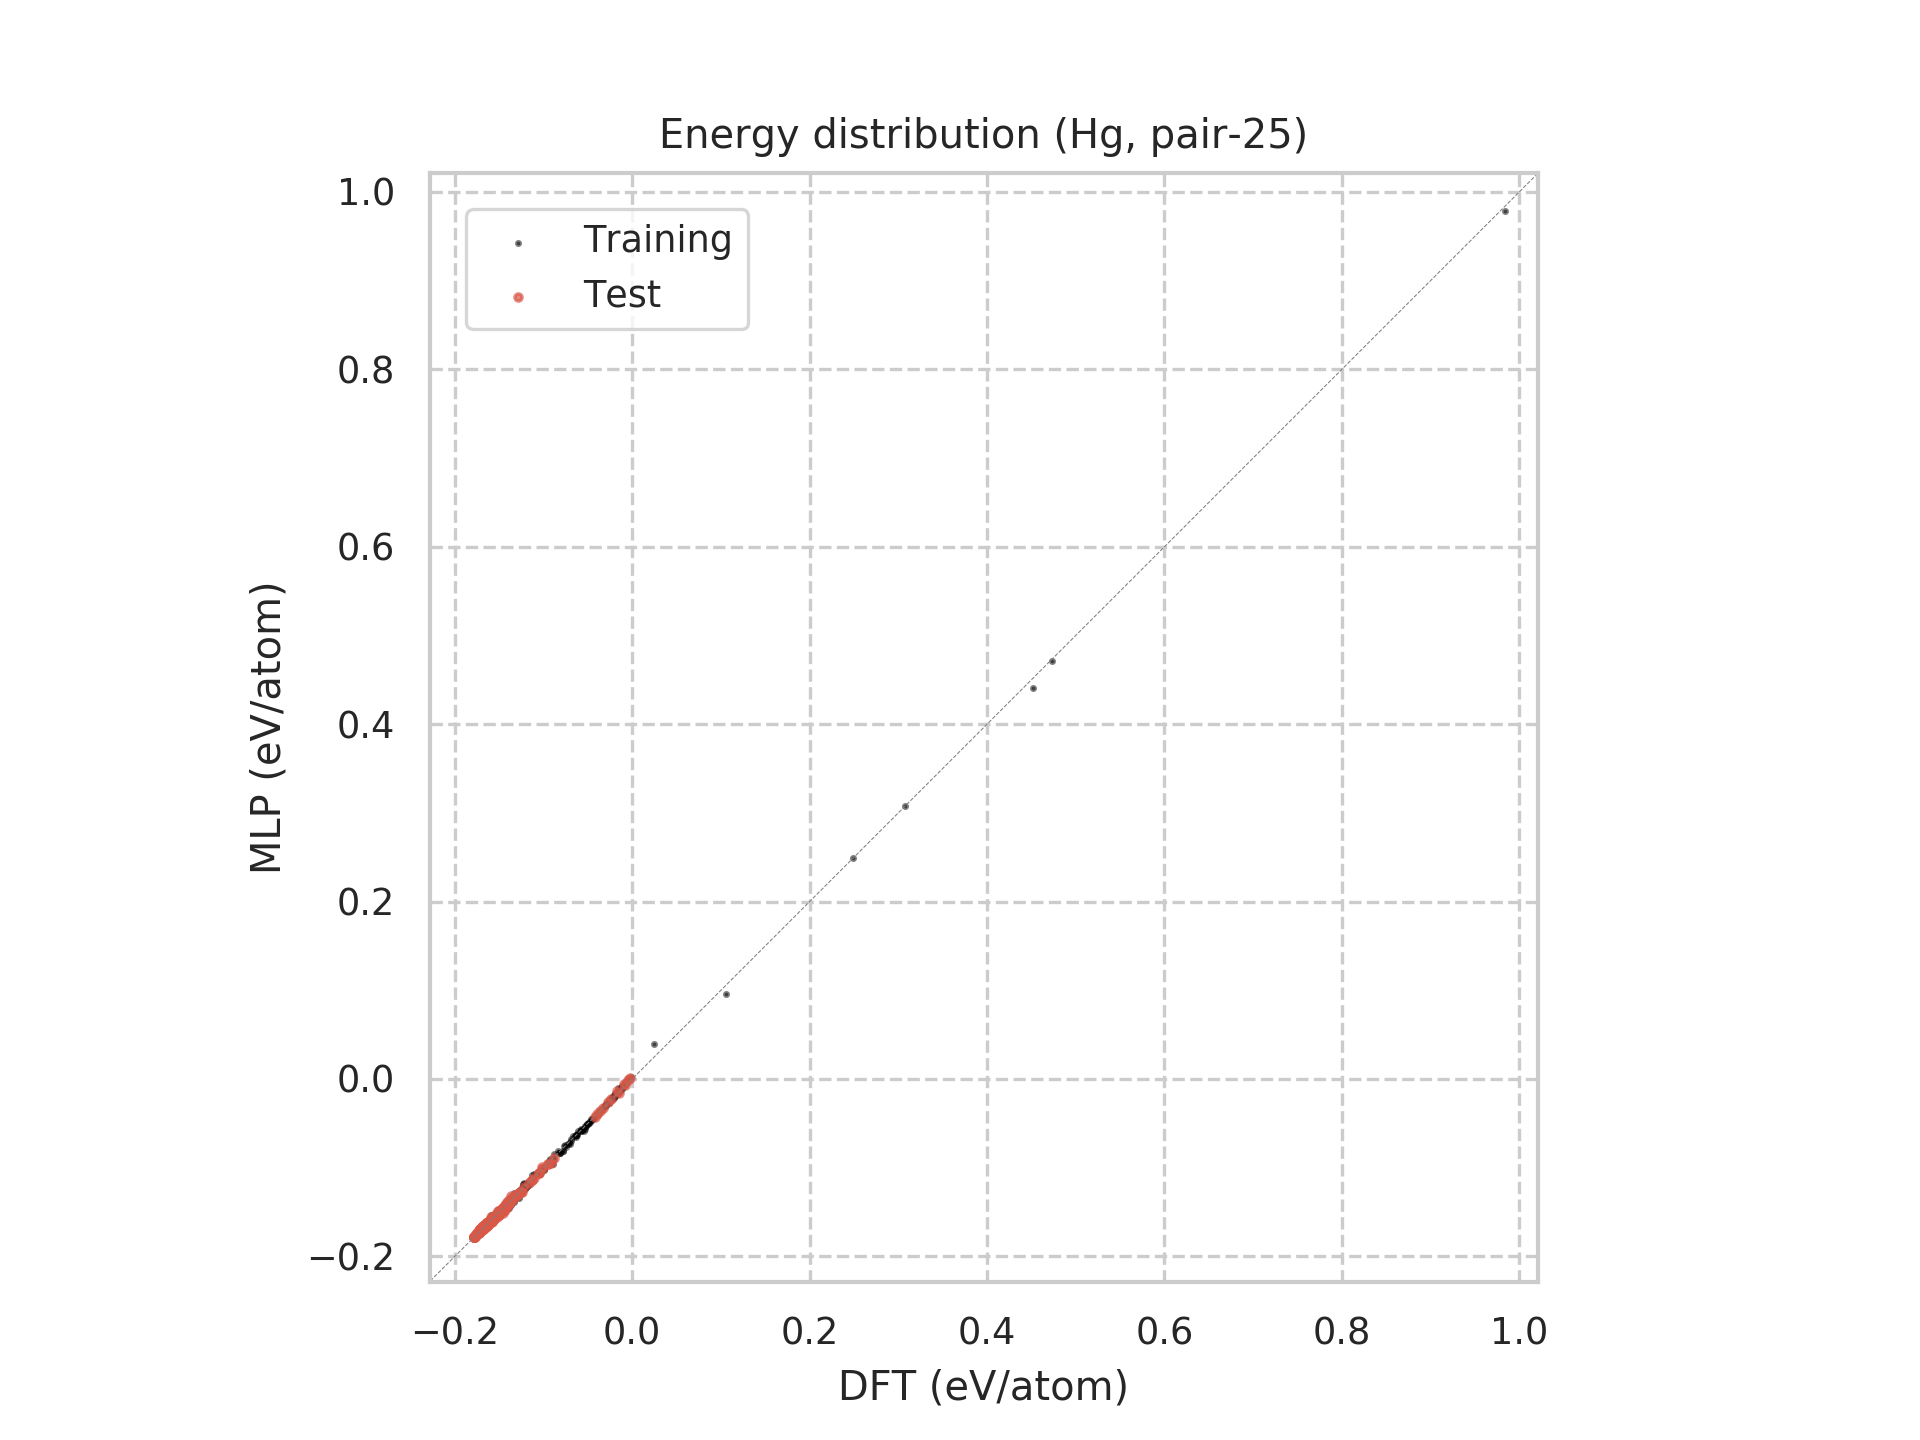 Energy distribution (Hg, pair-25)
1.0
0.8
0.6
0.4
0.2
0.0
−0.2
MLP (eV/atom)
Training
Test
−0.2 0.0 0.2 0.4 0.6 0.8 1.0
DFT (eV/atom)